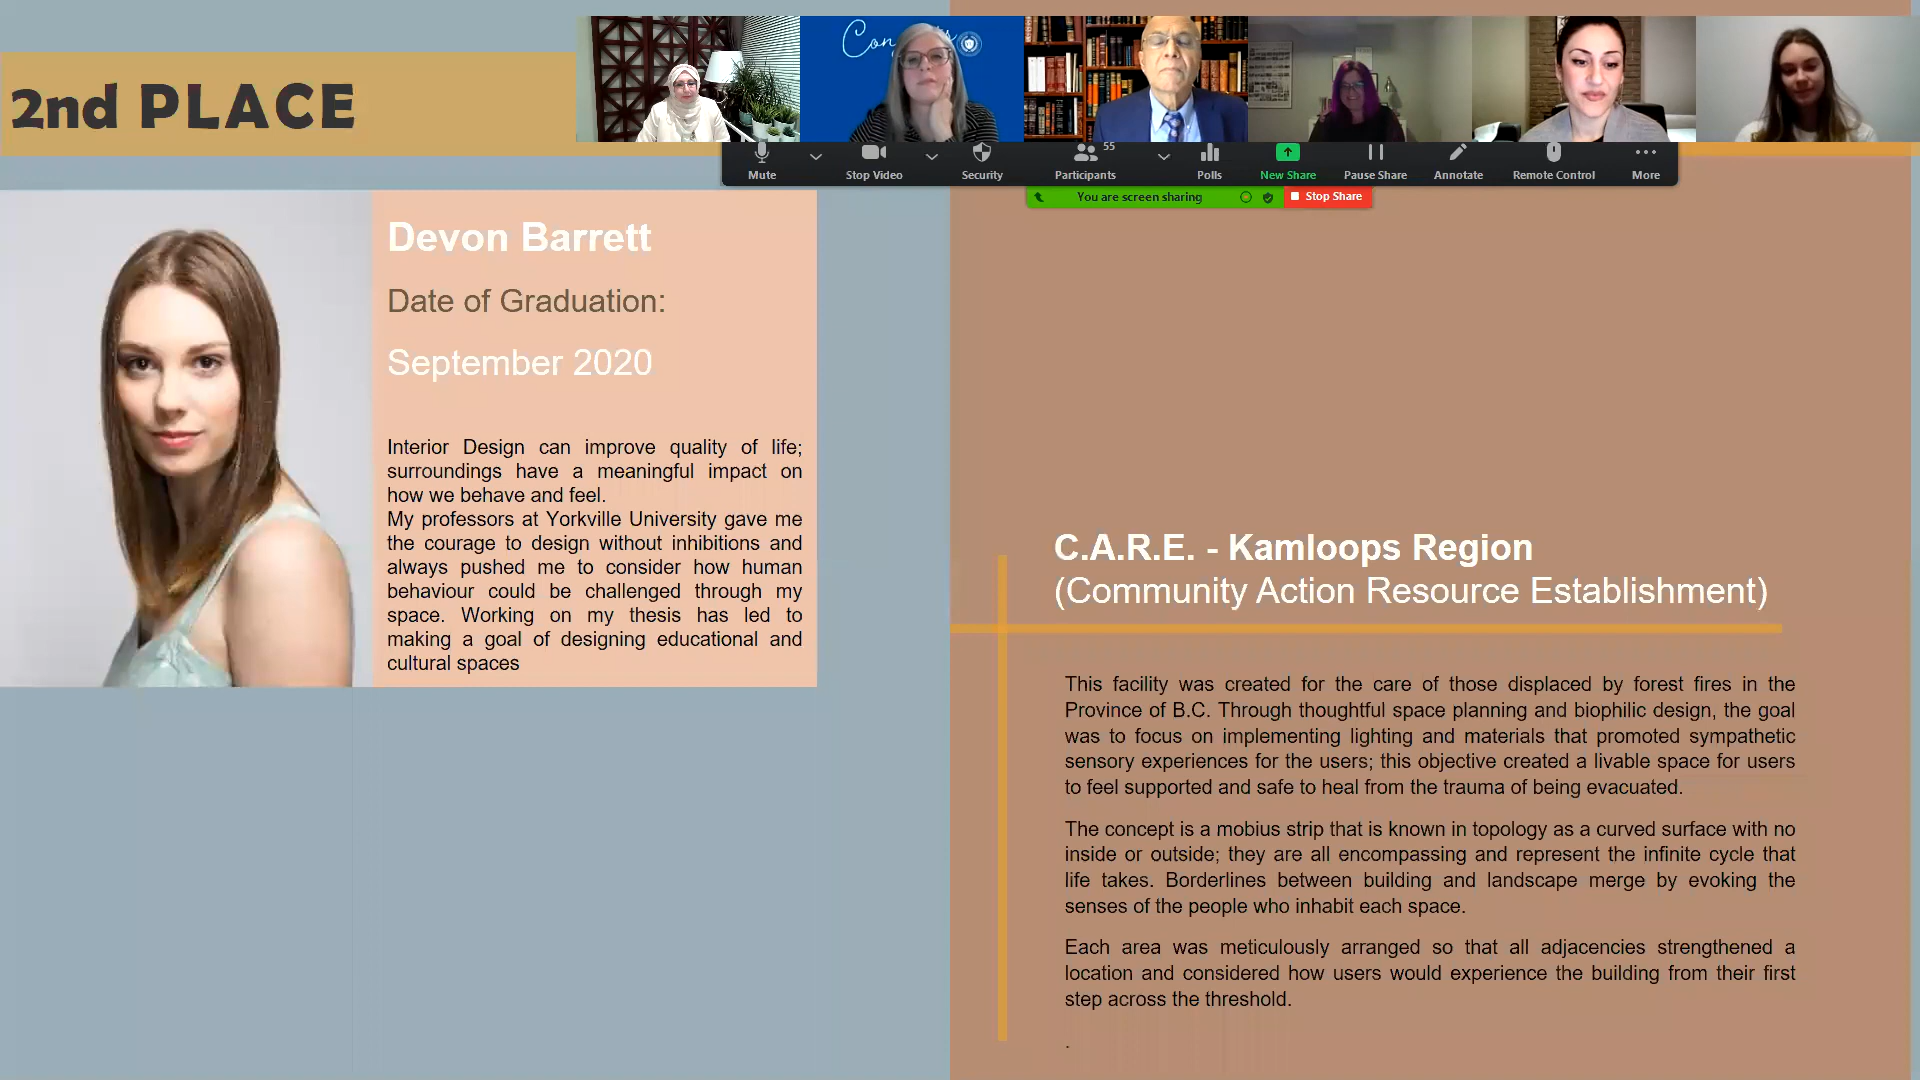 2nd PLACE
Mute
Stop Video
Security
55
Participants
Polls
New Share
Pause Share
Annotate
Remote Control
More
You are screen sharing
Stop Share
Devon Barrett
Date of Graduation:
September 2020
Interior Design can improve quality of life;
surroundings have a meaningful impact on
how we behave and feel.
My professors at Yorkville University gave me
the courage to design without inhibitions and
always pushed me to consider how human
behaviour could be challenged through my
space. Working on my thesis has led to
making a goal of designing educational and
cultural spaces
C.A.R.E. - Kamloops Region
(Community Action Resource Establishment)
This facility was created for the care of those displaced by forest fires in the
Province of B.C. Through thoughtful space planning and biophilic design, the goal
was to focus on implementing lighting and materials that promoted sympathetic
sensory experiences for the users; this objective created a livable space for users
to feel supported and safe to heal from the trauma of being evacuated.
The concept is a mobius strip that is known in topology as a curved surface with no
inside or outside; they are all encompassing and represent the infinite cycle that
life takes. Borderlines between building and landscape merge by evoking the
senses of the people who inhabit each space.
Each area was meticulously arranged so that all adjacencies strengthened a
location and considered how users would experience the building from their first
step across the threshold.
.